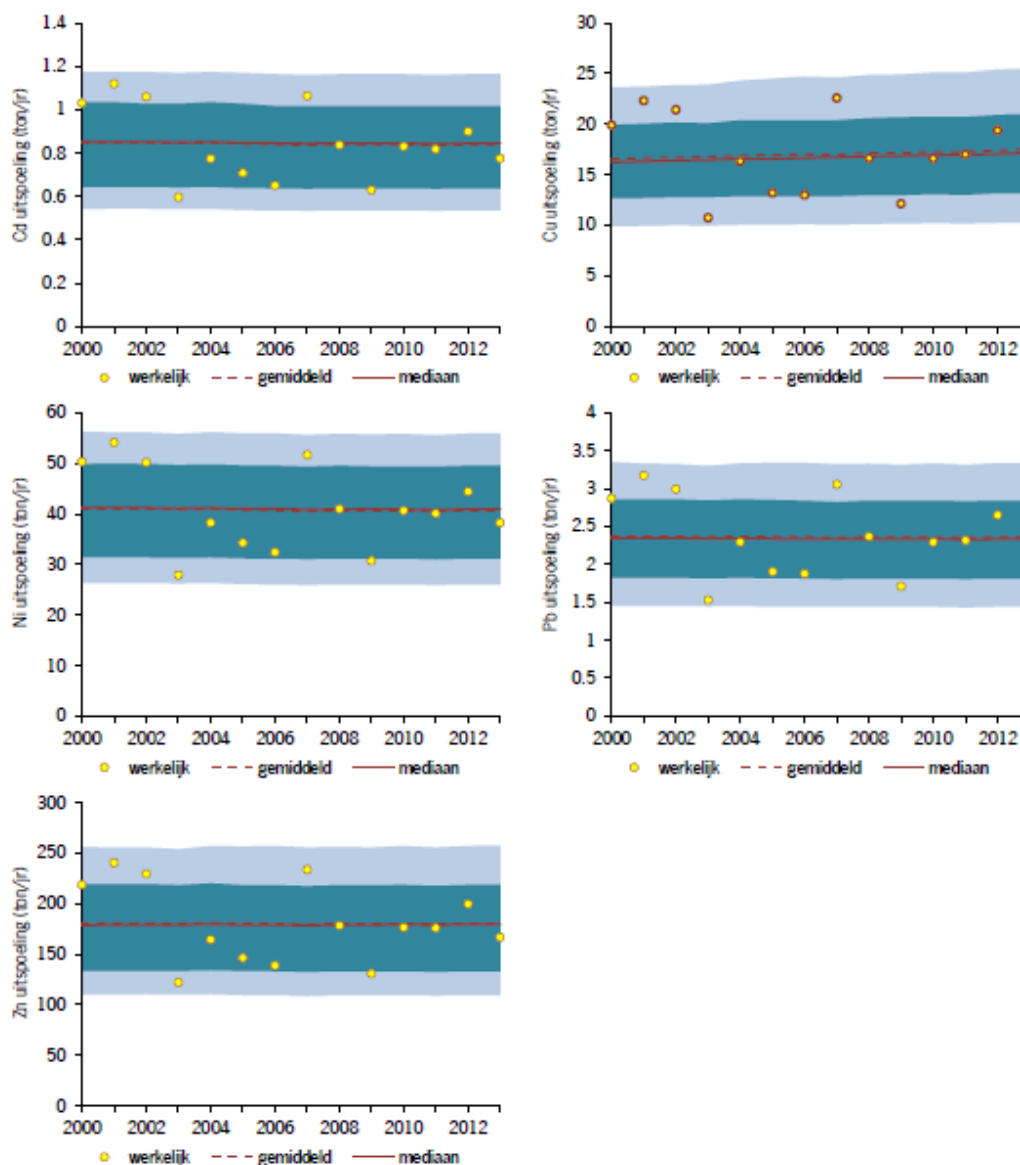 Cd uitspoeling (ton/jr)
1.4
1.2
1
0.8
0.6
0.4
0.2
0
2000 2002 2004 2006 2008 2010 2012
werkelijk gemiddeld mediaan
Cu uitspoeling (ton/jr)
30
25
20
15
10
5
0
2000 2002 2004 2006 2008 2010 2012
werkelijk gemiddeld mediaan
Ni uitspoeling (ton/jr)
60
50
40
30
20
10
0
2000 2002 2004 2006 2008 2010 2012
werkelijk gemiddeld mediaan
Pb uitspoeling (ton/jr)
4
3.5
3
2.5
2
1.5
1
0.5
0
2000 2002 2004 2006 2008 2010 2012
werkelijk gemiddeld mediaan
Zn uitspoeling (ton/jr)
300
250
200
150
100
50
0
2000 2002 2004 2006 2008 2010 2012
werkelijk gemiddeld mediaan